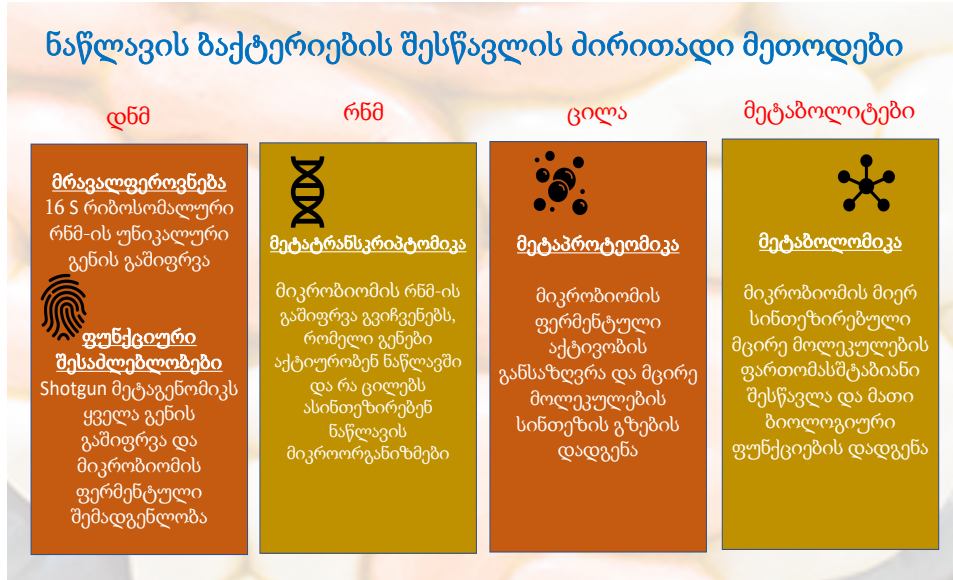 ნაწლავის ბაქტერიების შესწავლის ძირითადი მეთოდები
დნმ
მრავალფეროვნება
16 S რიბოსომალური
რნმ-ის უნიკალური
გენის გაშიფრვა
ფუნქციური
შესაძლებლობები
Shotgun მეტაგენომიკს
ყველა გენის
გაშიფრვა და
მიკრობიომის
ფერმენტული
შემადგენლობა
რნმ
მეტატრანსკრიპტომიკა
მიკრობიომის რნმ-ის
გაშიფრვა გვიჩვენებს,
რომელი გენები
აქტიურობენ ნაწლავში
და რა ცილებს
ასინთეზირებენ
ნაწლავის
მიკროორგანიზმები
ცილა
მეტაპროტეომიკა
მიკრობიომის
ფერმენტული
აქტივობის
განსაზღვრა და მცირე
მოლეკულების
სინთეზის გზების
დადგენა
მეტაბოლიტები
მეტაბოლომიკა
მიკრობიომის მიერ
სინთეზირებული
მცირე მოლეკულების
ფართომასშტაბიანი
შესწავლა და მათი
ბიოლოგიური
ფუნქციების დადგენა